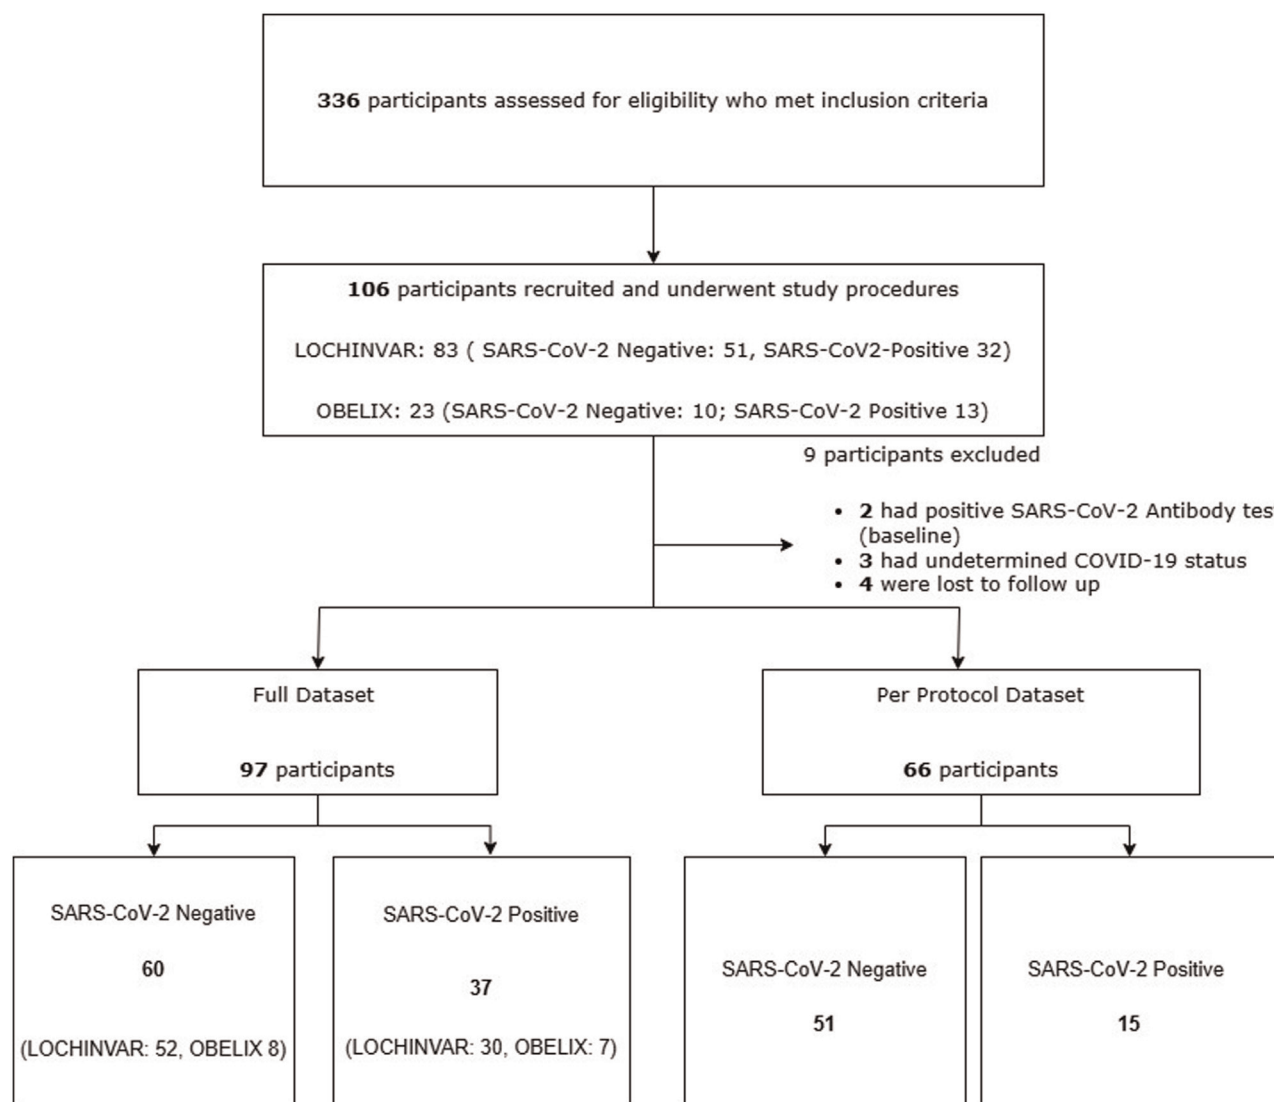 336 participants assessed for eligibility who met inclusion criteria
106 participants recruited and underwent study procedures
LOCHINVAR: 83 ( SARS-CoV-2 Negative: 51, SARS-CoV2-Positive 32)
OBELIX: 23 (SARS-CoV-2 Negative: 10; SARS-CoV-2 Positive 13)
9 participants excluded
• 2 had positive SARS-CoV-2 Antibody test
(baseline)
• 3 had undetermined COVID-19 status
• 4 were lost to follow up
Full Dataset
97 participants
Per Protocol Dataset
66 participants
SARS-CoV-2 Negative
60
(LOCHINVAR: 52, OBELIX 8)
SARS-CoV-2 Positive
37
(LOCHINVAR: 30, OBELIX: 7)
SARS-CoV-2 Negative
51
SARS-CoV-2 Positive
15